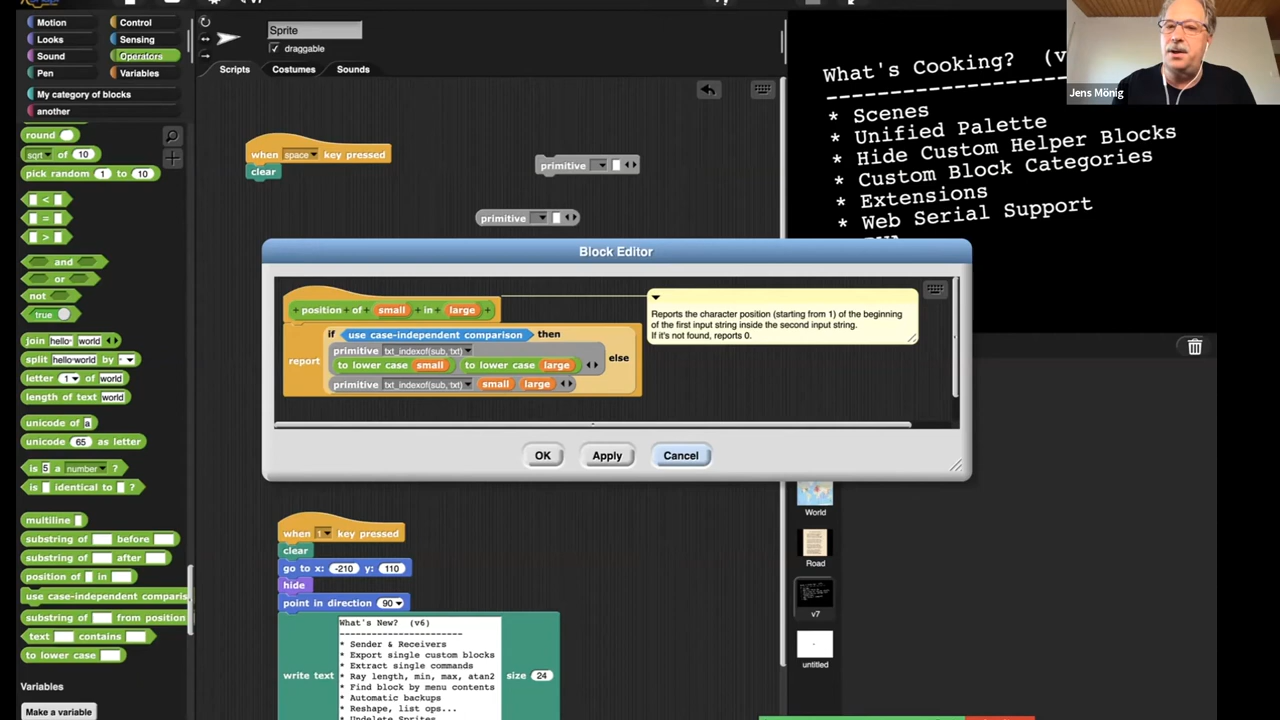 Motion
Control
Looks
Sensing
Sound
Operators
Pen
Variables
My category of blocks
another
round
sqrt of 10
pick random 1 to 10
<
=
>
and
or
not
true
join hello world
split hello world by
letter 1 of world
length of text world
unicode of a
unicode 65 as letter
is 5 a number ?
is identical to ?
multiline
substring of before
substring of after
position of in
use case-independent comparis
substring of from position
text contains
to lower case
Variables
Make a variable
Sprite
draggable
Scripts
Costumes
Sounds
when space key pressed
clear
primitive
primitive
Block Editor
+ position + of + small + in + large +
Reports the character position (starting from 1) of the beginning
of the first input string inside the second input string.
If it's not found, reports 0.
report
if use case-independent comparison then
primitive txt_indexof(sub, txt)
to lower case small to lower case large
else
primitive txt_indexof(sub, txt) small large
OK
Apply
Cancel
when 1 key pressed
clear
go to x: -210 y: 110
hide
point in direction 90
write text
What's New? (v6)
-----------------------
* Sender & Receivers
* Export single custom blocks
* Extract single commands
* Ray length, min, max, atan2
* Find block by menu contents
* Automatic backups
* Reshape, list ops...
* Undelete Sprites
size 24
What's Cooking? (v
* Scenes
* Unified Palette
* Hide Custom Helper Blocks
* Custom Block Categories
* Extensions
* Web Serial Support
Jens Mönig
World
Road
v7
untitled